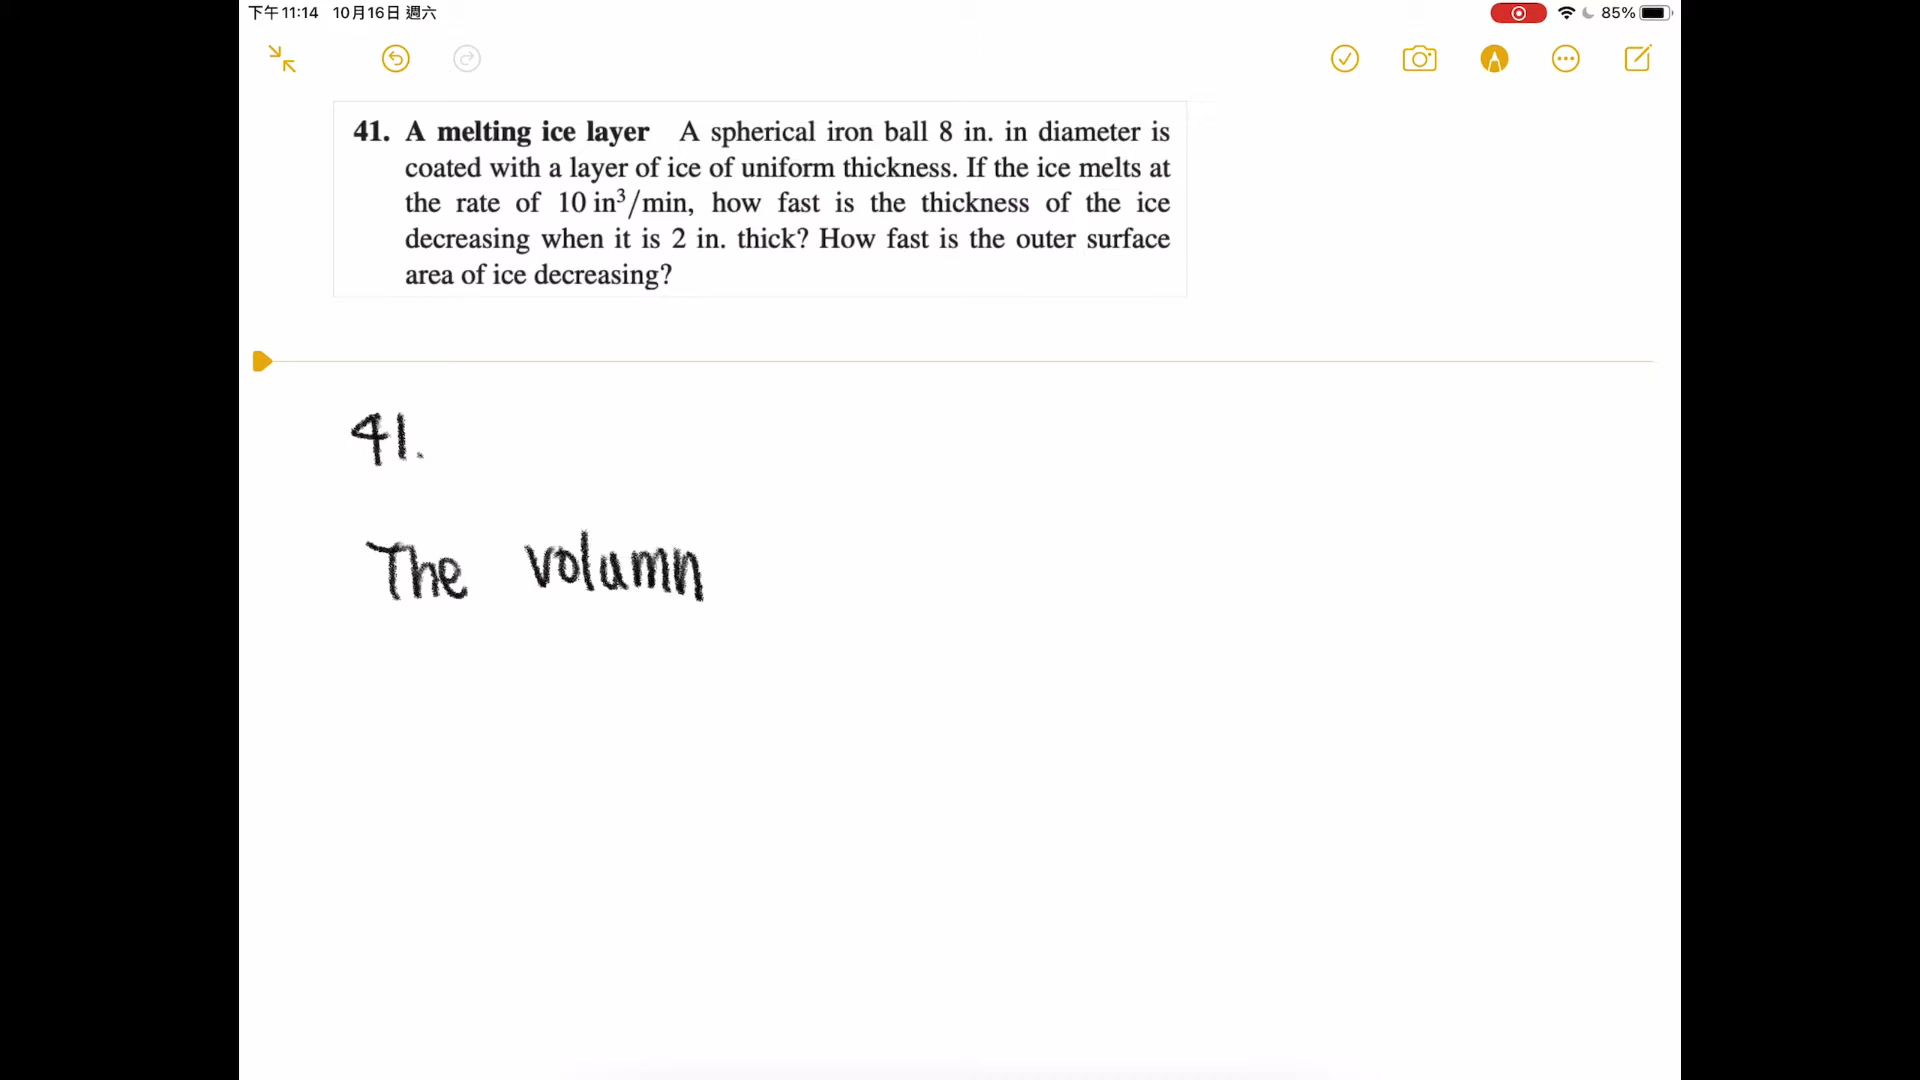 下午11:14 10月16日 週六 85%
41. A melting ice layer A spherical iron ball 8 in. in diameter is
coated with a layer of ice of uniform thickness. If the ice melts at
the rate of 10 in³/min, how fast is the thickness of the ice
decreasing when it is 2 in. thick? How fast is the outer surface
area of ice decreasing?
41.
The volumn